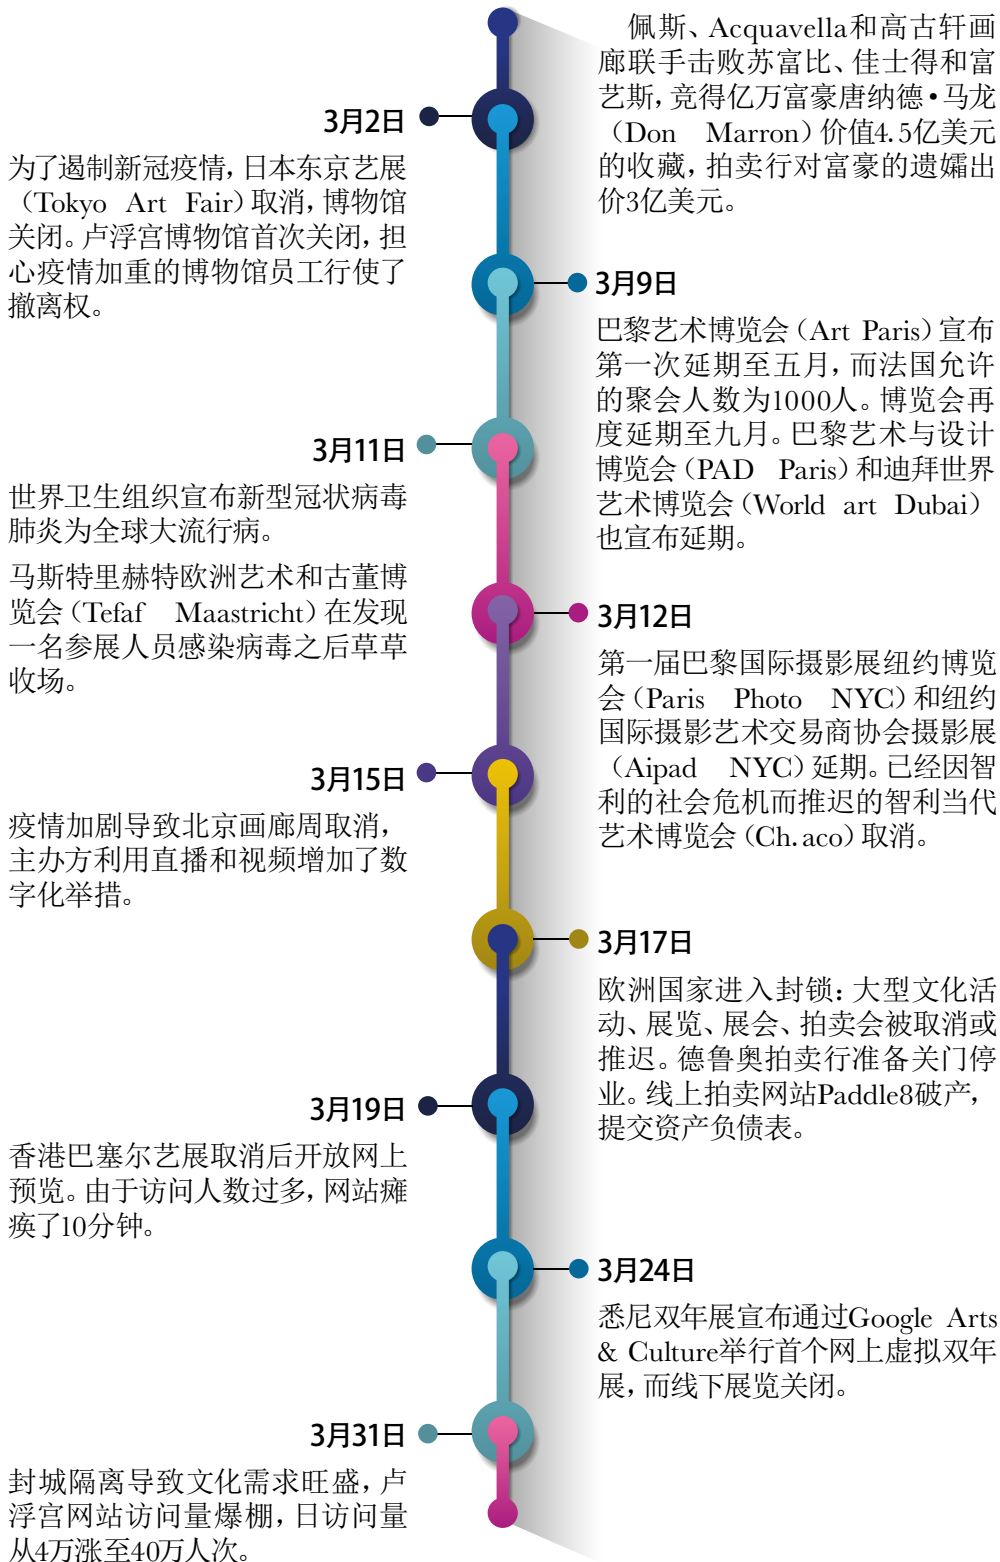 佩斯、Acquavella和高古轩画
廊联手击败苏富比、佳士得和富
艺斯，竞得亿万富豪唐纳德•马龙
（Don Marron）价值4.5亿美元
的收藏，拍卖行对富豪的遗孀出
价3亿美元。
3月2日
为了遏制新冠疫情，日本东京艺展
（Tokyo Art Fair）取消，博物馆
关闭。卢浮宫博物馆首次关闭，担
心疫情加重的博物馆员工行使了
撤离权。
3月9日
巴黎艺术博览会（Art Paris）宣布
第一次延期至五月，而法国允许
的聚会人数为1000人。博览会再
度延期至九月。巴黎艺术与设计
博览会（PAD Paris）和迪拜世界
艺术博览会（World art Dubai）
也宣布延期。
3月11日
世界卫生组织宣布新型冠状病毒
肺炎为全球大流行病。
马斯特里赫特欧洲艺术和古董博
览会（Tefaf Maastricht）在发现
一名参展人员感染病毒之后草草
收场。
3月12日
第一届巴黎国际摄影展纽约博览
会（Paris Photo NYC）和纽约
国际摄影艺术交易商协会摄影展
（Aipad NYC）延期。已经因智
利的社会危机而推迟的智利当代
艺术博览会（Ch.aco）取消。
3月15日
疫情加剧导致北京画廊周取消，
主办方利用直播和视频增加了数
字化举措。
3月17日
欧洲国家进入封锁：大型文化活
动、展览、展会、拍卖会被取消或
推迟。德鲁奥拍卖行准备关门停
业。线上拍卖网站Paddle8破产，
提交资产负债表。
3月19日
香港巴塞尔艺展取消后开放网上
预览。由于访问人数过多，网站瘫
痪了10分钟。
3月24日
悉尼双年展宣布通过Google Arts
& Culture举行首个网上虚拟双年
展，而线下展览关闭。
3月31日
封城隔离导致文化需求旺盛，卢
浮宫网站访问量爆棚，日访问量
从4万涨至40万人次。